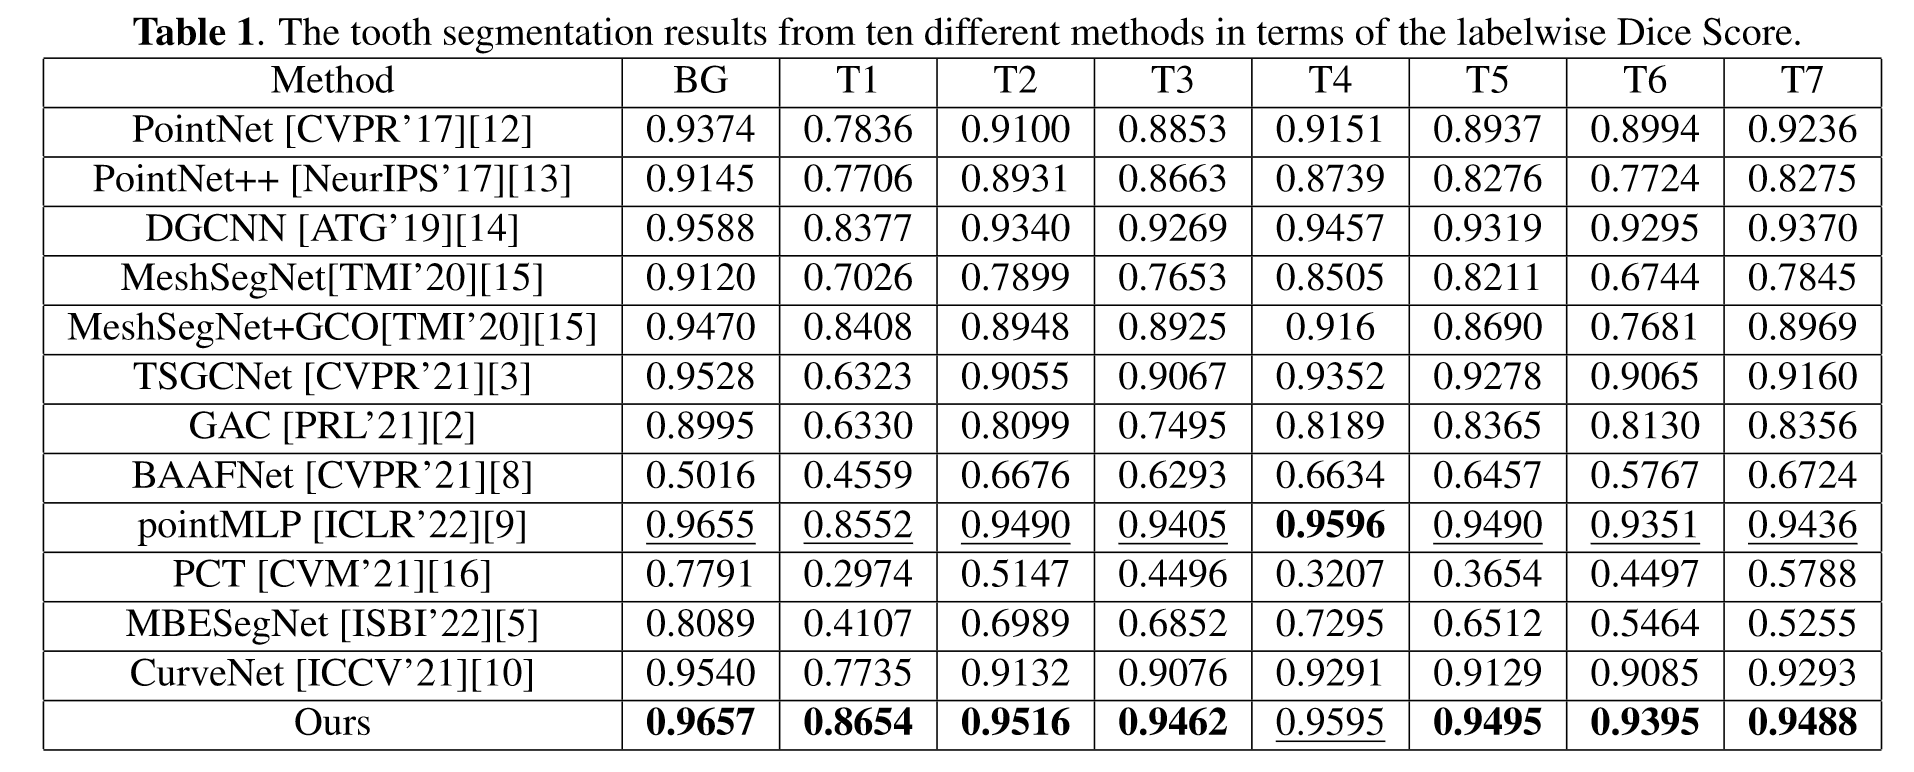 Table 1. The tooth segmentation results from ten different methods in terms of the labelwise Dice Score.
Method BG T1 T2 T3 T4 T5 T6 T7
PointNet [CVPR’17][12] 0.9374 0.7836 0.9100 0.8853 0.9151 0.8937 0.8994 0.9236
PointNet++ [NeurIPS’17][13] 0.9145 0.7706 0.8931 0.8663 0.8739 0.8276 0.7724 0.8275
DGCNN [ATG’19][14] 0.9588 0.8377 0.9340 0.9269 0.9457 0.9319 0.9295 0.9370
MeshSegNet[TMI’20][15] 0.9120 0.7026 0.7899 0.7653 0.8505 0.8211 0.6744 0.7845
MeshSegNet+GCO[TMI’20][15] 0.9470 0.8408 0.8948 0.8925 0.916 0.8690 0.7681 0.8969
TSGCNet [CVPR’21][3] 0.9528 0.6323 0.9055 0.9067 0.9352 0.9278 0.9065 0.9160
GAC [PRL’21][2] 0.8995 0.6330 0.8099 0.7495 0.8189 0.8365 0.8130 0.8356
BAAFNet [CVPR’21][8] 0.5016 0.4559 0.6676 0.6293 0.6634 0.6457 0.5767 0.6724
pointMLP [ICLR’22][9] 0.9655 0.8552 0.9490 0.9405 0.9596 0.9490 0.9351 0.9436
PCT [CVM’21][16] 0.7791 0.2974 0.5147 0.4496 0.3207 0.3654 0.4497 0.5788
MBESegNet [ISBI’22][5] 0.8089 0.4107 0.6989 0.6852 0.7295 0.6512 0.5464 0.5255
CurveNet [ICCV’21][10] 0.9540 0.7735 0.9132 0.9076 0.9291 0.9129 0.9085 0.9293
Ours 0.9657 0.8654 0.9516 0.9462 0.9595 0.9495 0.9395 0.9488